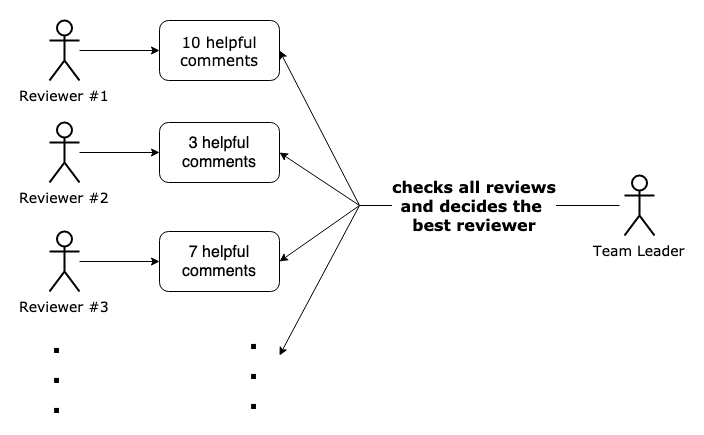 10 helpful
comments
Reviewer #1
3 helpful
comments
Reviewer #2
7 helpful
comments
Reviewer #3
checks all reviews
and decides the
best reviewer
Team Leader